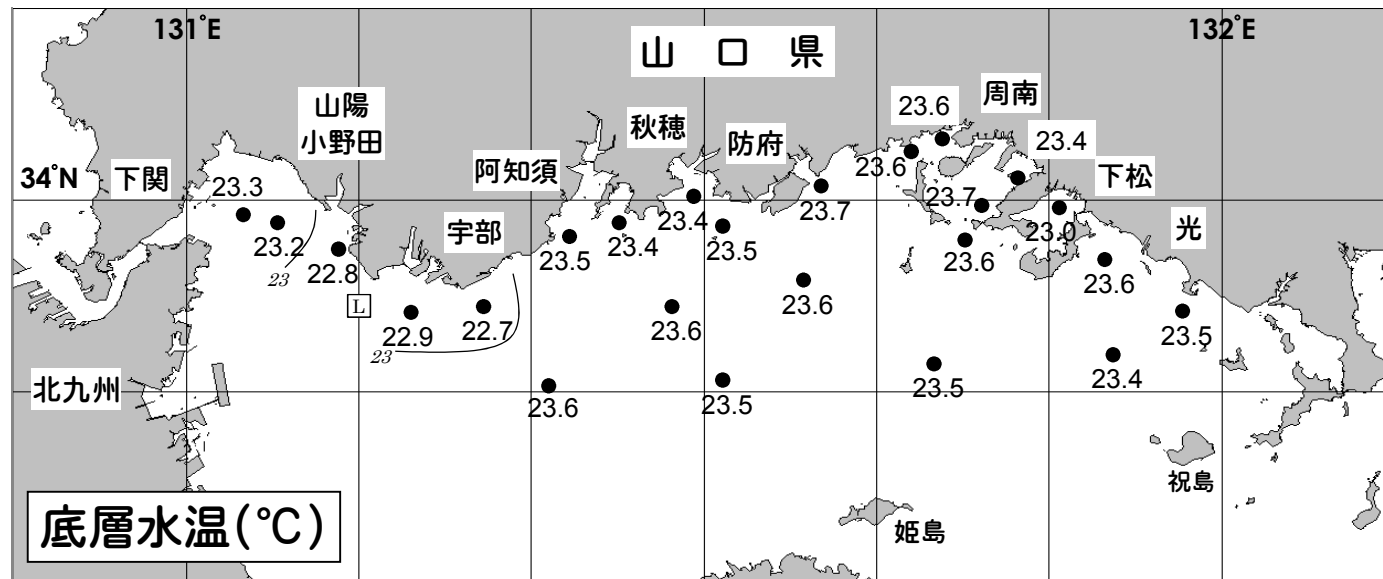 131°E
132°E
山 口 県
23.6
周南
山陽
小野田
秋穂
防府
23.6
23.4
阿知須
下松
34°N
下関
23.3
23.7
23.7
23.4
23.0
光
宇部
23.2
23.4
23.5
23.5
23.6
22.8
23
23.6
23.6
L
22.9
22.7
23.6
23.5
23
23.4
23.5
北九州
23.6
23.5
2
祝島
姫島
底層水温(℃)